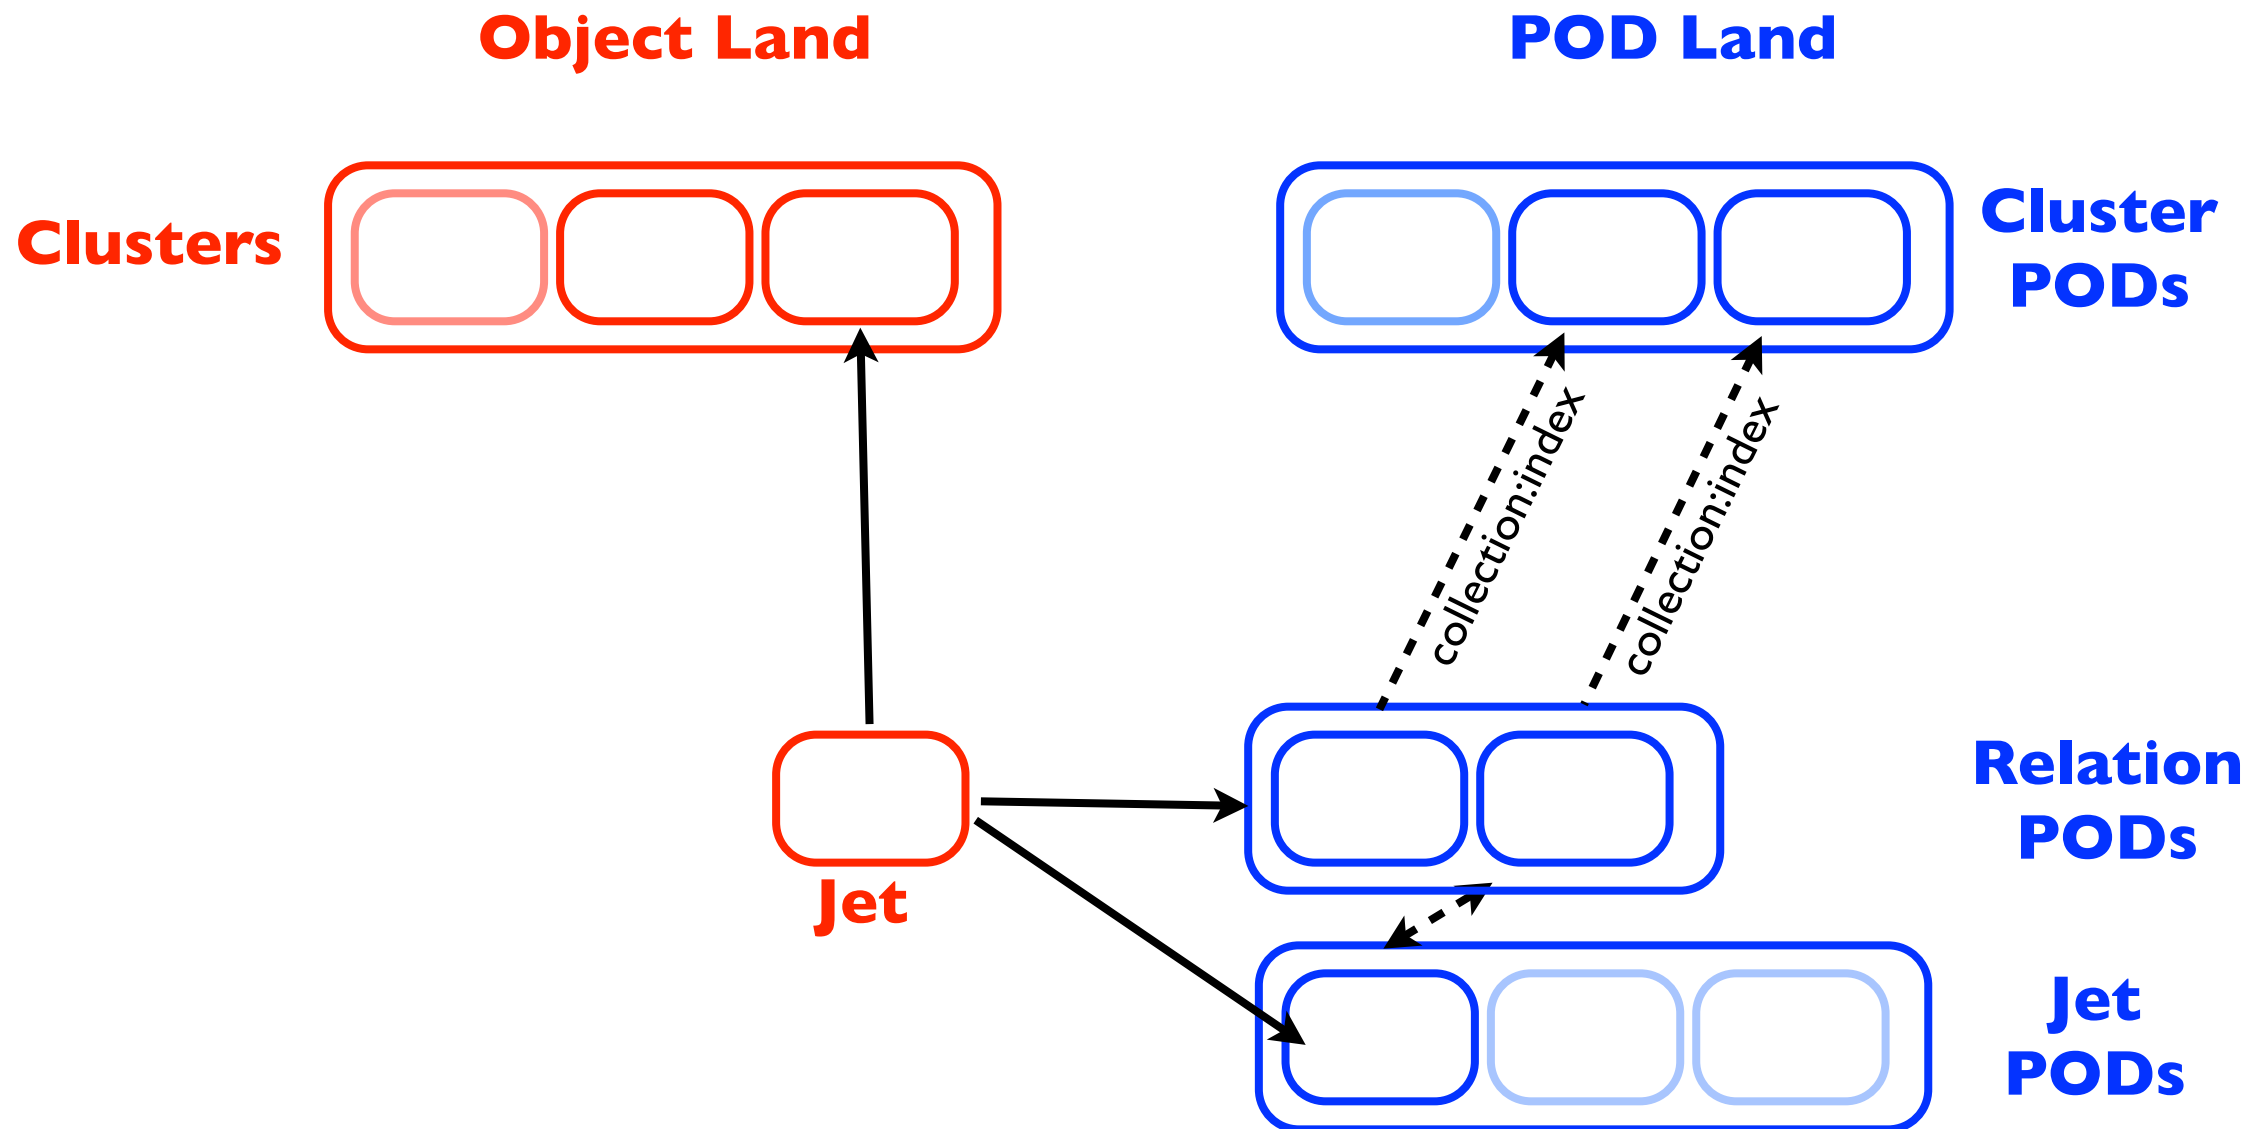 Object Land
POD Land
Clusters
Cluster
PODs
collection:index
collection:index
Relation
PODs
Jet
Jet
PODs